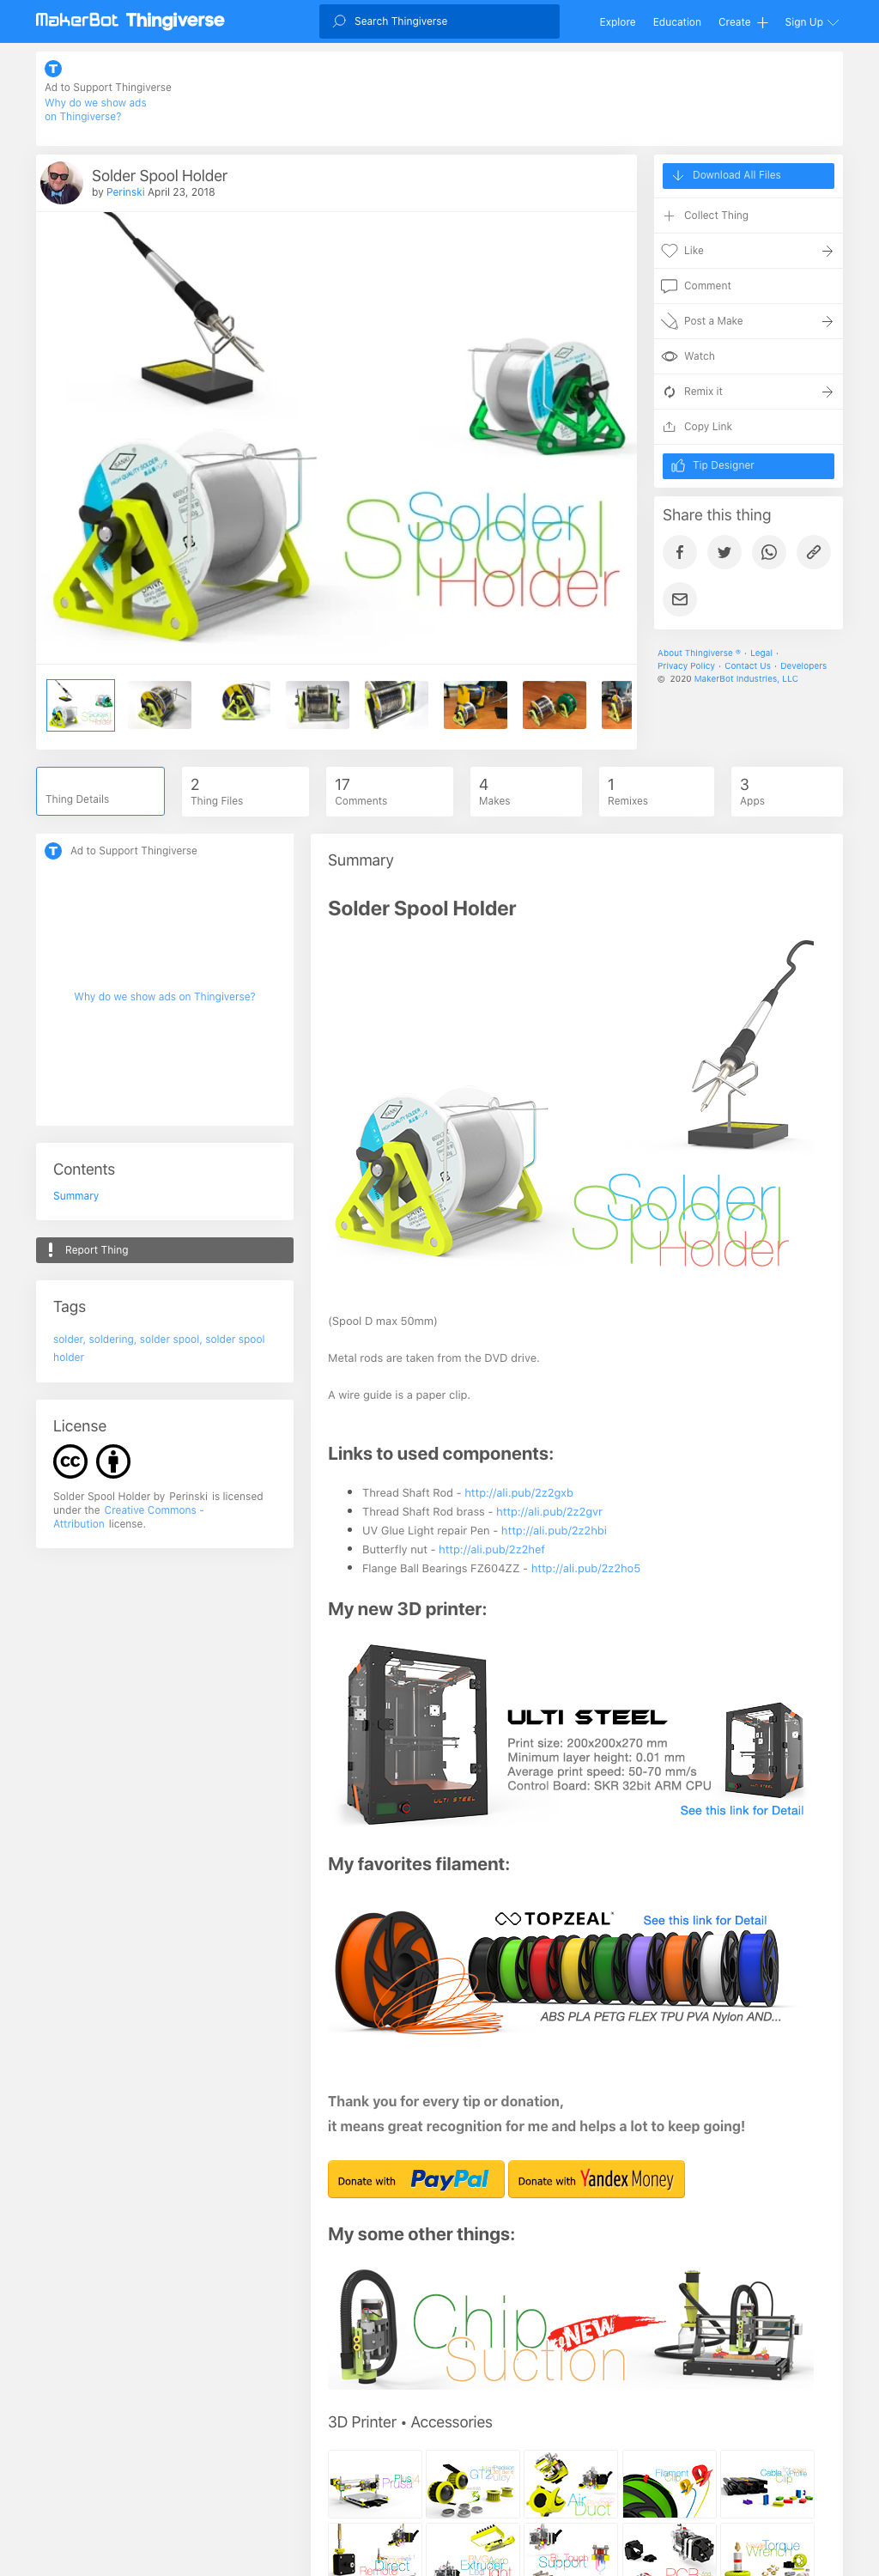 MakerBot Thingiverse
Search Thingiverse
Explore
Education
Create
Sign Up
Ad to Support Thingiverse
Why do we show ads
on Thingiverse?
Solder Spool Holder
by Perinski April 23, 2018
Solder
Spool
Holder
Download All Files
Collect Thing
Like
Comment
Post a Make
Watch
Remix it
Copy Link
Tip Designer
Share this thing
About Thingiverse ® · Legal ·
Privacy Policy · Contact Us · Developers
© 2020 MakerBot Industries, LLC
Thing Details
2
Thing Files
17
Comments
4
Makes
1
Remixes
3
Apps
Ad to Support Thingiverse
Why do we show ads on Thingiverse?
Contents
Summary
Report Thing
Tags
solder, soldering, solder spool, solder spool
holder
License
cc
Solder Spool Holder by Perinski is licensed
under the Creative Commons -
Attribution license.
Summary
Solder Spool Holder
Solder
Spool
Holder
(Spool D max 50mm)
Metal rods are taken from the DVD drive.
A wire guide is a paper clip.
Links to used components:
Thread Shaft Rod - http://ali.pub/2z2gxb
Thread Shaft Rod brass - http://ali.pub/2z2gvr
UV Glue Light repair Pen - http://ali.pub/2z2hbi
Butterfly nut - http://ali.pub/2z2hef
Flange Ball Bearings FZ604ZZ - http://ali.pub/2z2ho5
My new 3D printer:
ULTI STEEL
ULTI STEEL
Print size: 200x200x270 mm
Minimum layer height: 0.01 mm
Average print speed: 50-70 mm/s
Control Board: SKR 32bit ARM CPU
See this link for Detail
My favorites filament:
TOPZEAL
See this link for Detail
ABS PLA PETG FLEX TPU PVA Nylon AND...
Thank you for every tip or donation,
it means great recognition for me and helps a lot to keep going!
Donate with PayPal
Donate with Yandex Money
My some other things:
Chip
Suction
NEW
3D Printer • Accessories
Prusa
Plus
GT2
Air
Duct
Filament
Clip
Cable
Clip
Remote
Direct
Extruder
Support
Touch
PCB
Torque
Wrench